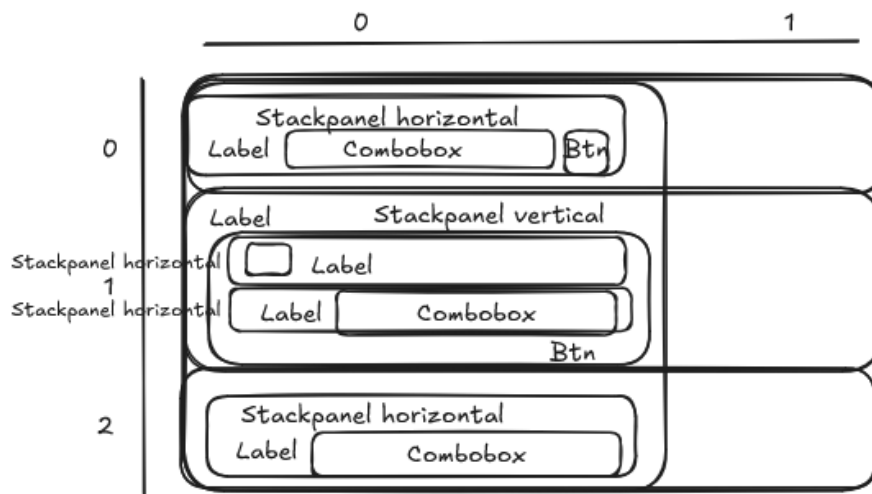 0 1
Stackpanel horizontal
0 Label Combobox Btn
Label Stackpanel vertical
Stackpanel horizontal Label
1
Stackpanel horizontal Label Combobox
Btn
Stackpanel horizontal
2
Label Combobox